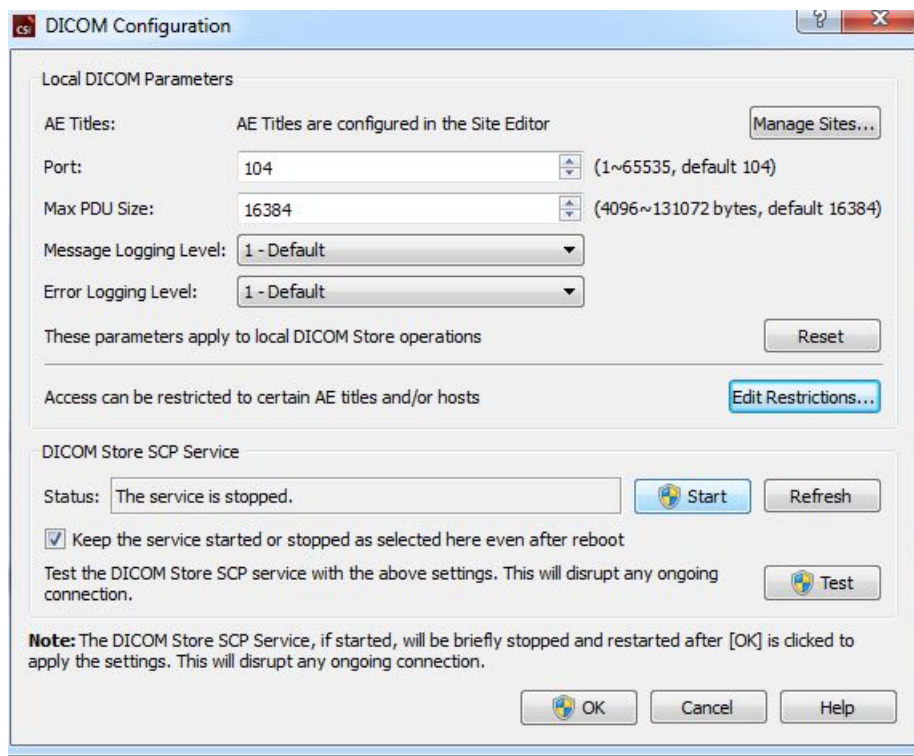 CSI DICOM Configuration ? X
Local DICOM Parameters
AE Titles: AE Titles are configured in the Site Editor Manage Sites...
Port: 104 (1~65535, default 104)
Max PDU Size: 16384 (4096~131072 bytes, default 16384)
Message Logging Level: 1 - Default
Error Logging Level: 1 - Default
These parameters apply to local DICOM Store operations Reset
Access can be restricted to certain AE titles and/or hosts Edit Restrictions...
DICOM Store SCP Service
Status: The service is stopped. Start Refresh
Keep the service started or stopped as selected here even after reboot
Test the DICOM Store SCP service with the above settings. This will disrupt any ongoing
connection. Test
Note: The DICOM Store SCP Service, if started, will be briefly stopped and restarted after [OK] is clicked to
apply the settings. This will disrupt any ongoing connection.
OK Cancel Help